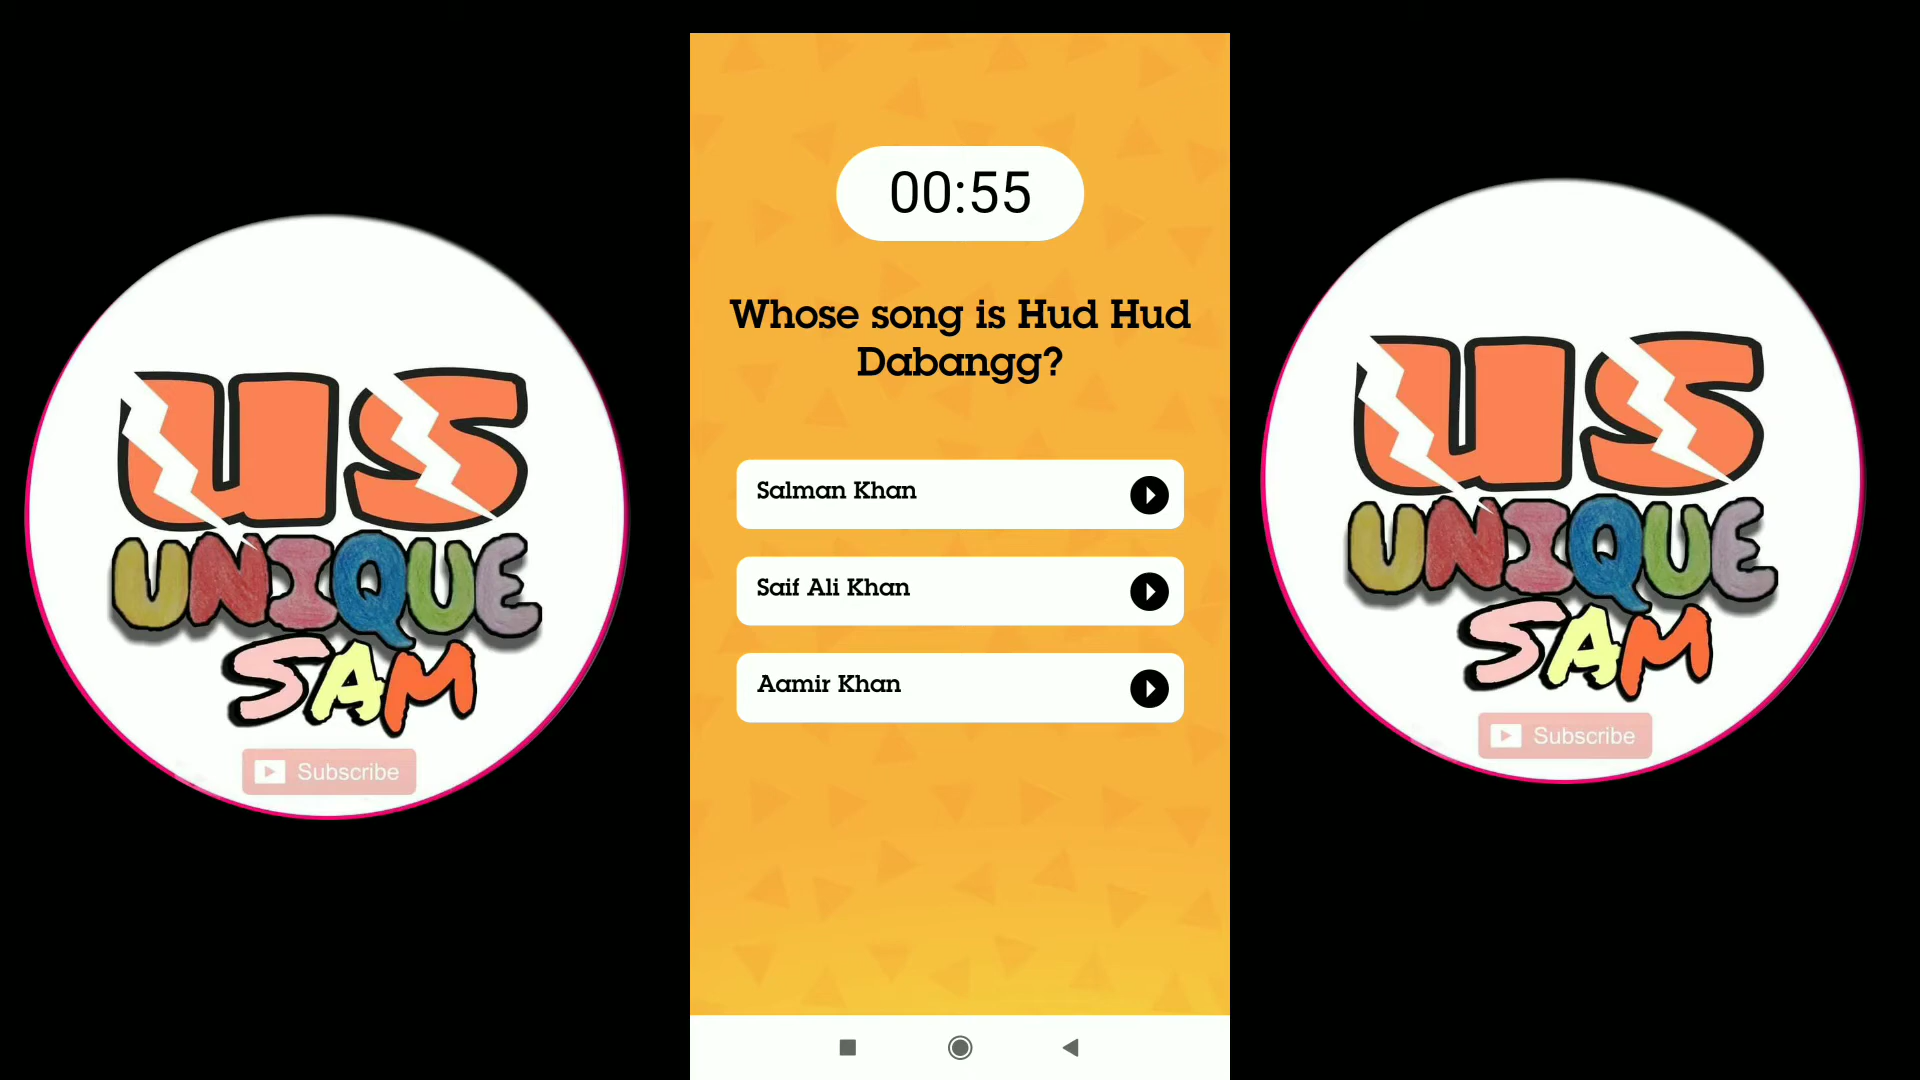 US
UNIQUE
SAM
Subscribe
00:55
Whose song is Hud Hud
Dabangg?
Salman Khan
Saif Ali Khan
Aamir Khan
US
UNIQUE
SAM
Subscribe